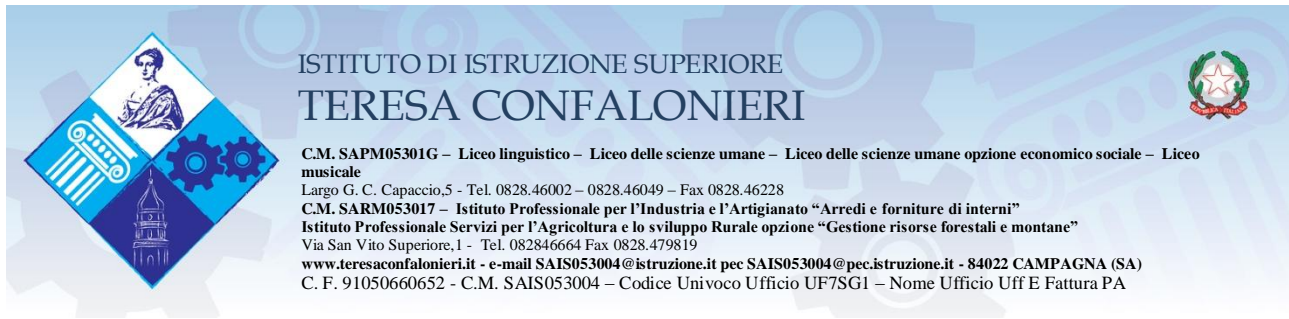 ISTITUTO DI ISTRUZIONE SUPERIORE
TERESA CONFALONIERI
C.M. SAPM05301G – Liceo linguistico – Liceo delle scienze umane – Liceo delle scienze umane opzione economico sociale – Liceo
musicale
Largo G. C. Capaccio,5 - Tel. 0828.46002 – 0828.46049 – Fax 0828.46228
C.M. SARM053017 – Istituto Professionale per l'Industria e l'Artigianato “Arredi e forniture di interni”
Istituto Professionale Servizi per l'Agricoltura e lo sviluppo Rurale opzione “Gestione risorse forestali e montane”
Via San Vito Superiore,1 - Tel. 082846664 Fax 0828.479819
www.teresaconfalonieri.it - e-mail SAIS053004@istruzione.it pec SAIS053004@pec.istruzione.it - 84022 CAMPAGNA (SA)
C. F. 91050660652 - C.M. SAIS053004 – Codice Univoco Ufficio UF7SG1 – Nome Ufficio Uff E Fattura PA